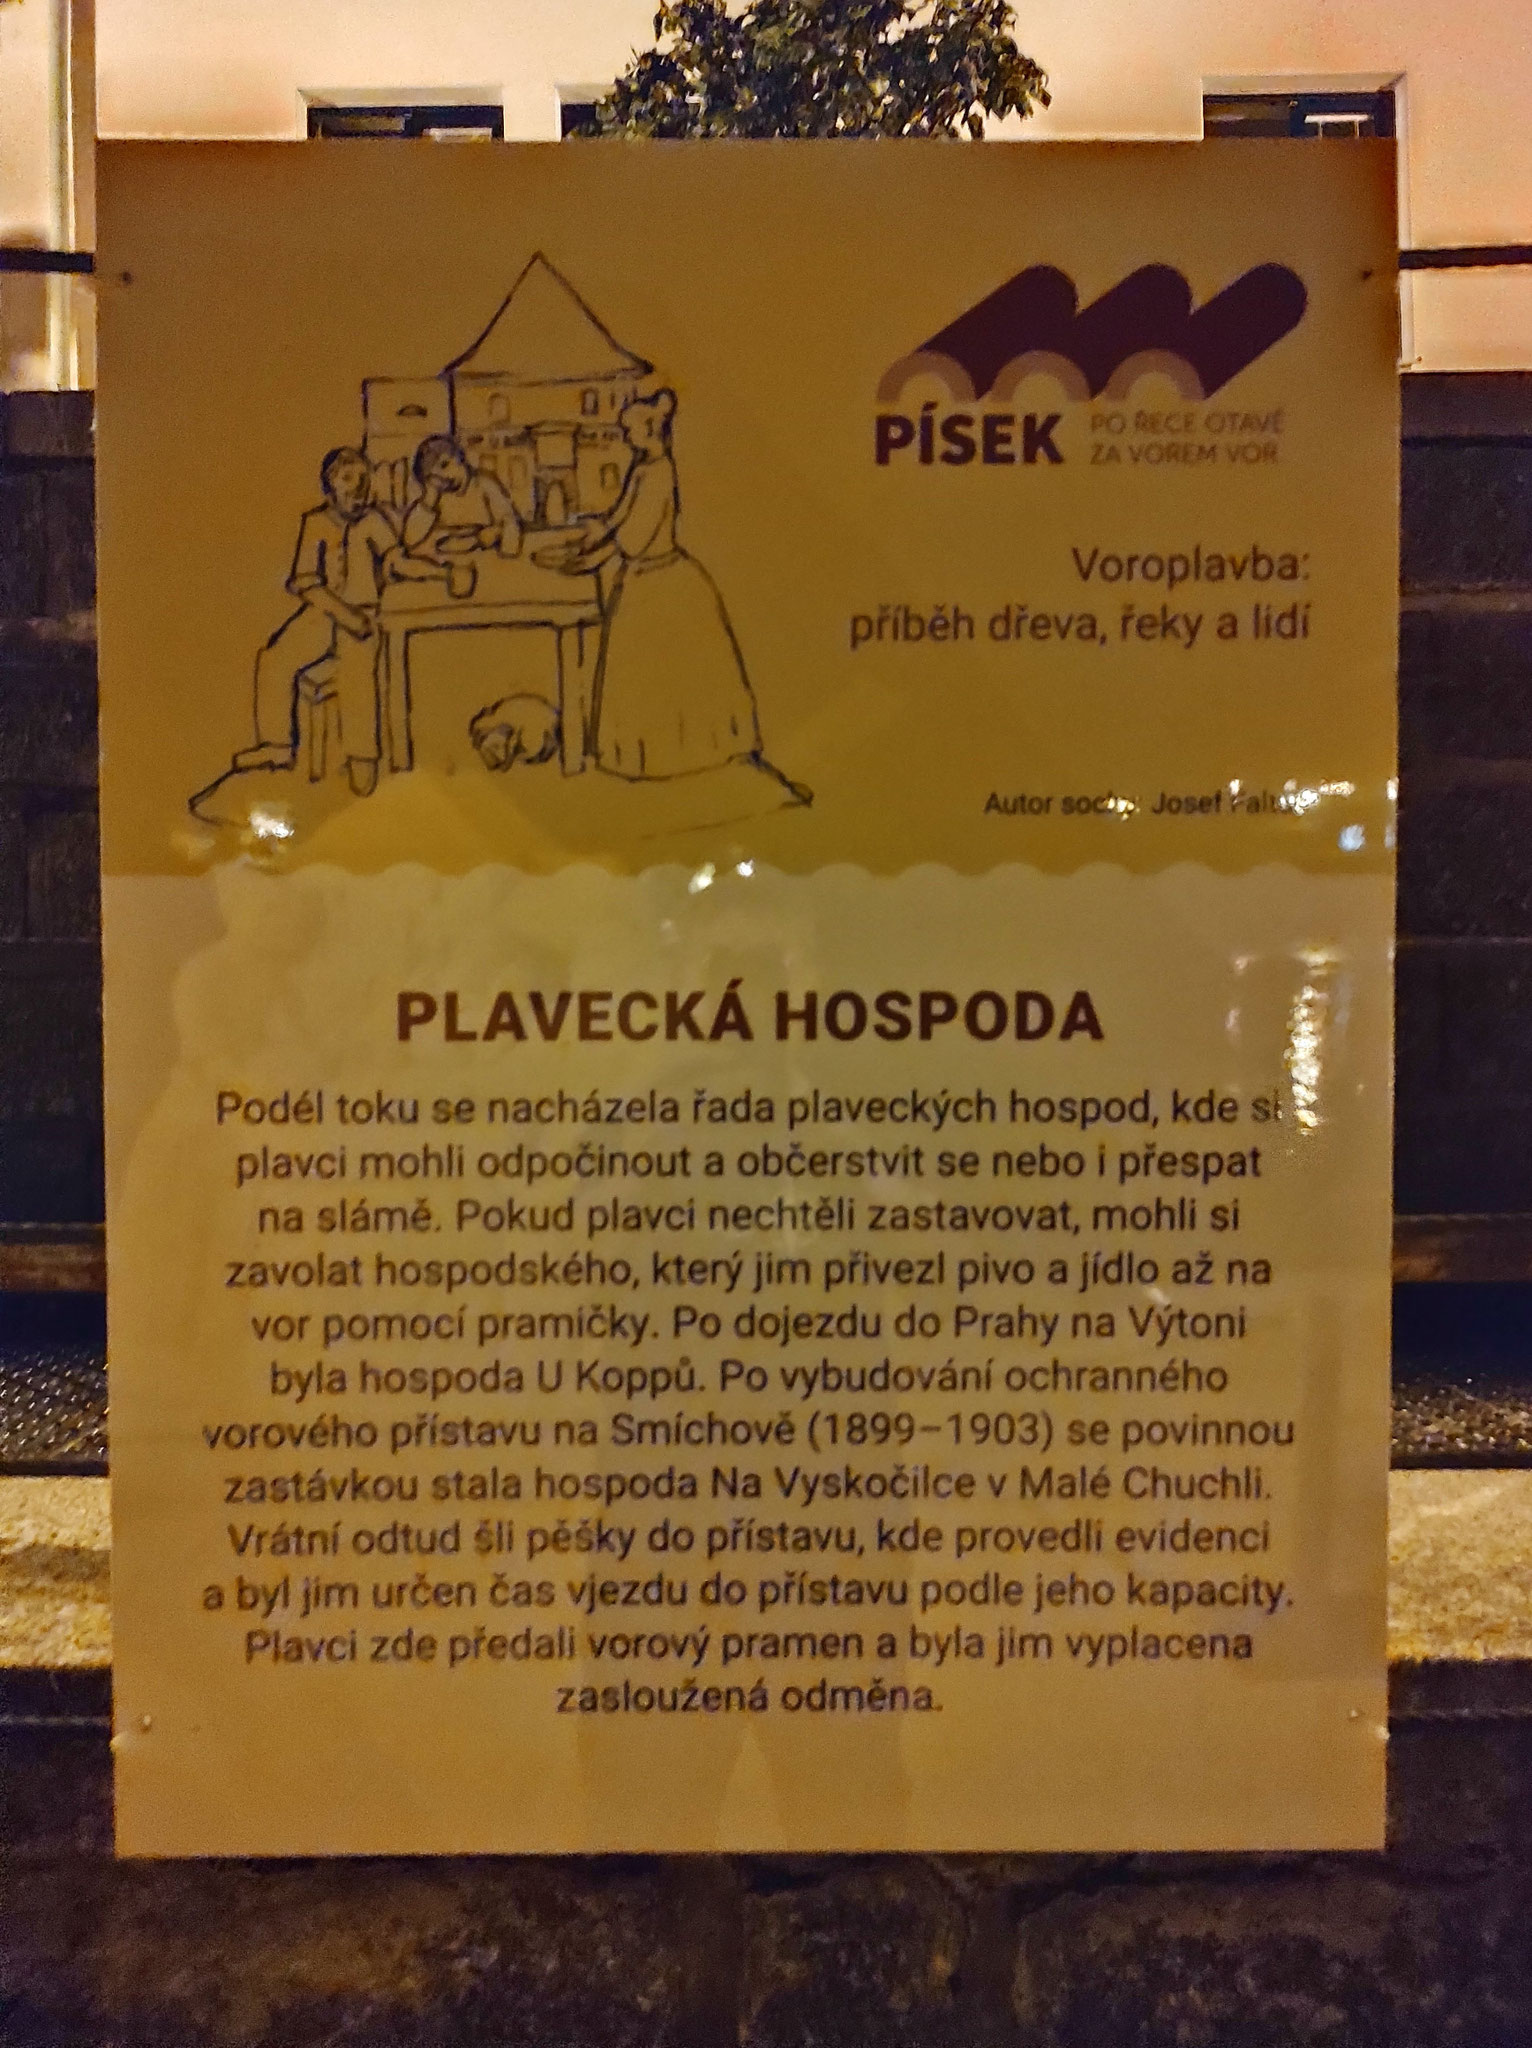 PÍSEK
PO ŘECE OTAVĚ
ZA VOREM VOR
Voroplavba:
příběh dřeva, řeky a lidí
Autor sochy: Josef
PLAVECKÁ HOSPODA
Podél toku se nacházela řada plaveckých hospod, kde si
plavci mohli odpočinout a občerstvit se nebo i přespat
na slámě. Pokud plavci nechtěli zastavovat, mohli si
zavolat hospodského, který jim přivezl pivo a jídlo až na
vor pomocí pramičky. Po dojezdu do Prahy na Výtoni
byla hospoda U Koppů. Po vybudování ochranného
vorového přístavu na Smíchově (1899–1903) se povinnou
zastávkou stala hospoda Na Vyskočilce v Malé Chuchli.
Vrátní odtud šli pěšky do přístavu, kde provedli evidenci
a byl jim určen čas vjezdu do přístavu podle jeho kapacity.
Plavci zde předali vorový pramen a byla jim vyplacena
zasloužená odměna.